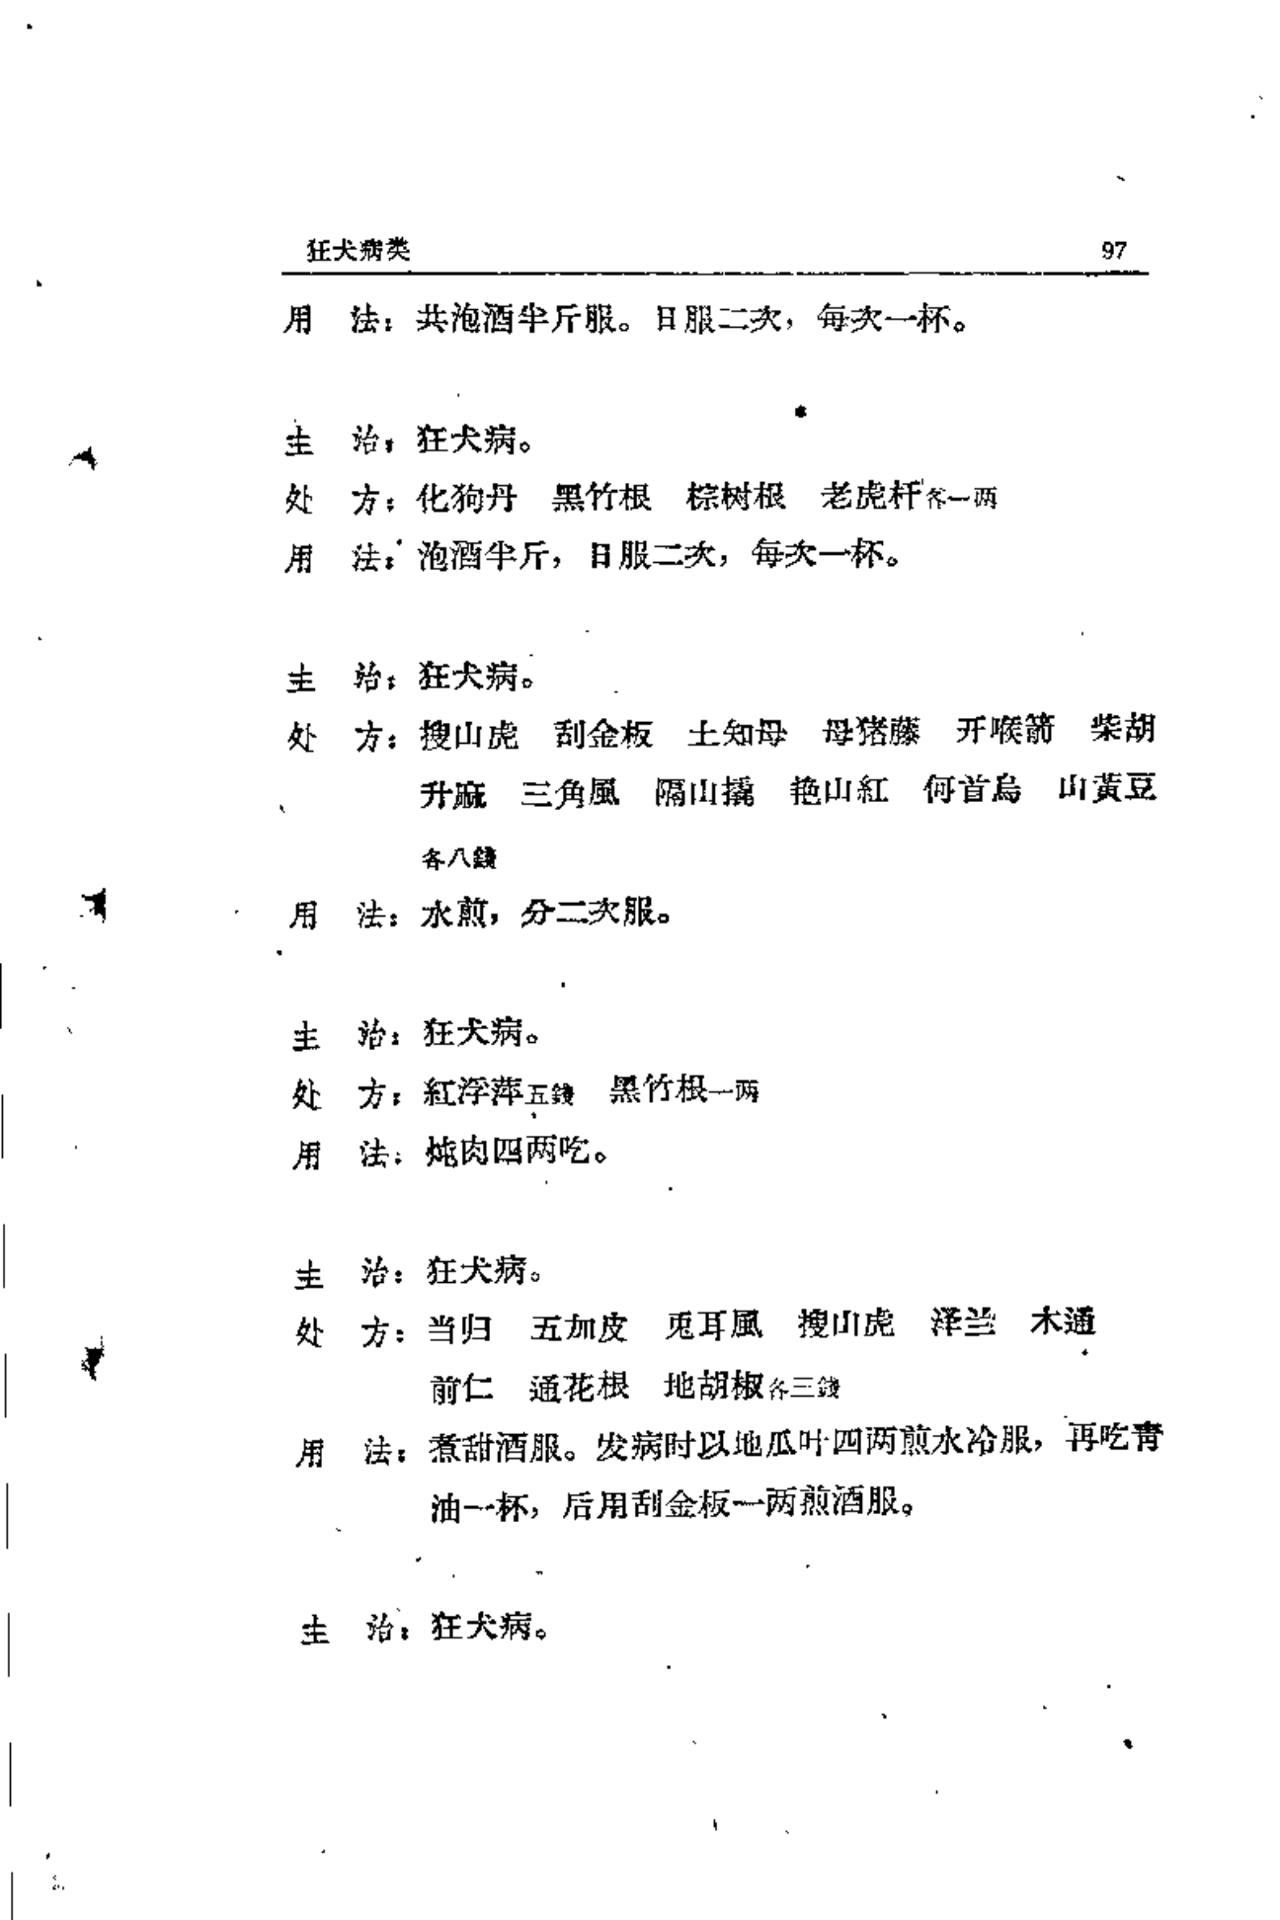 狂犬病类 97
用 法：共泡酒半斤服。日服二次，每次一杯。
主 治：狂犬病。
处 方：化狗丹 黑竹根 棕树根 老虎杆各一两
用 法：泡酒半斤，日服二次，每次一杯。
主 治：狂犬病。
处 方：搜山虎 刮金板 土知母 母猪藤 开喉箭 柴胡
升麻 三角風 隔山撬 艳山紅 何首烏 山黃豆
各八錢
用 法：水煎，分二次服。
主 治：狂犬病。
处 方：紅浮萍五錢 黑竹根一两
用 法：炖肉四两吃。
主 治：狂犬病。
处 方：当归 五加皮 兎耳風 搜山虎 泽兰 木通
前仁 通花根 地胡椒各三錢
用 法：煮甜酒服。发病时以地瓜叶四两煎水冷服，再吃青
油一杯，后用刮金板一两煎酒服。
主 治：狂犬病。